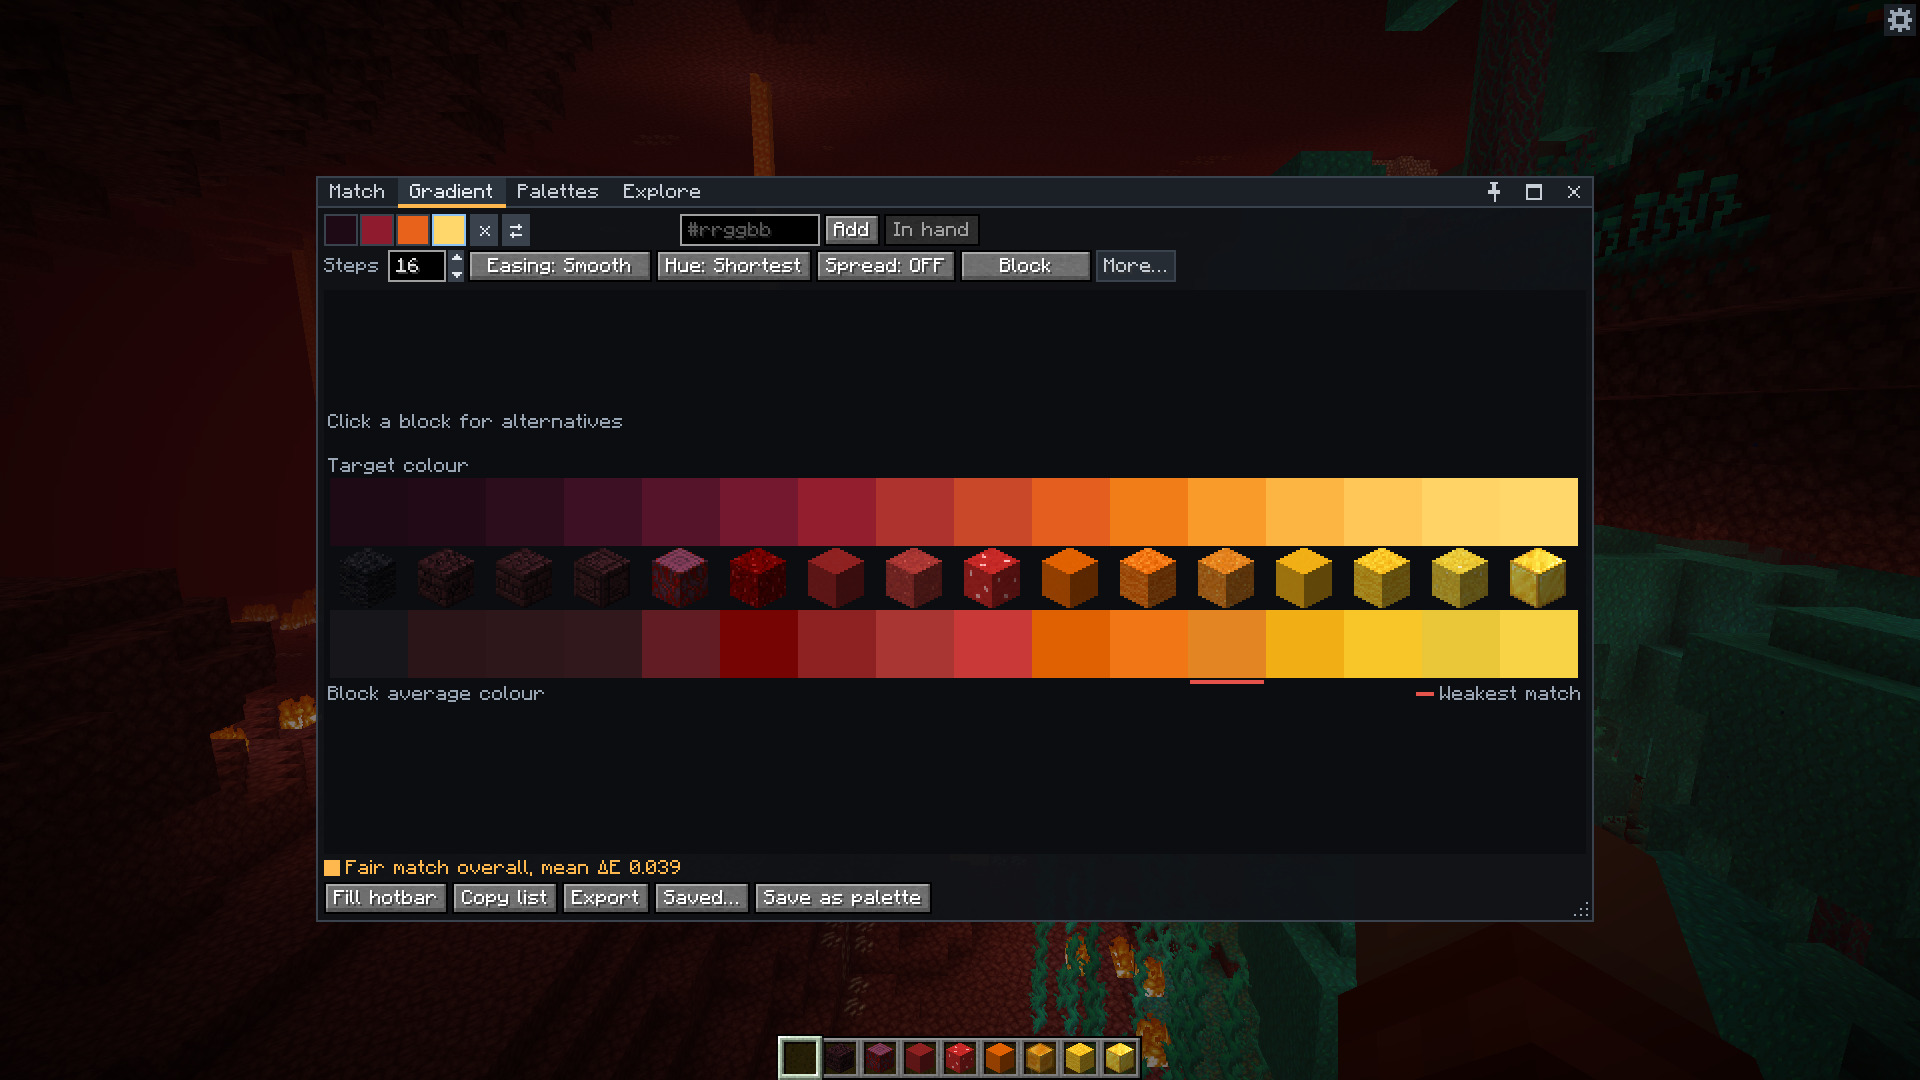 Match Gradient Palettes Explore
#rrggbb Add In hand
Steps 16 Easing: Smooth Hue: Shortest Spread: OFF Block More...
Click a block for alternatives
Target colour
Block average colour
Weakest match
Fair match overall, mean ΔE 0.039
Fill hotbar Copy list Export Saved... Save as palette